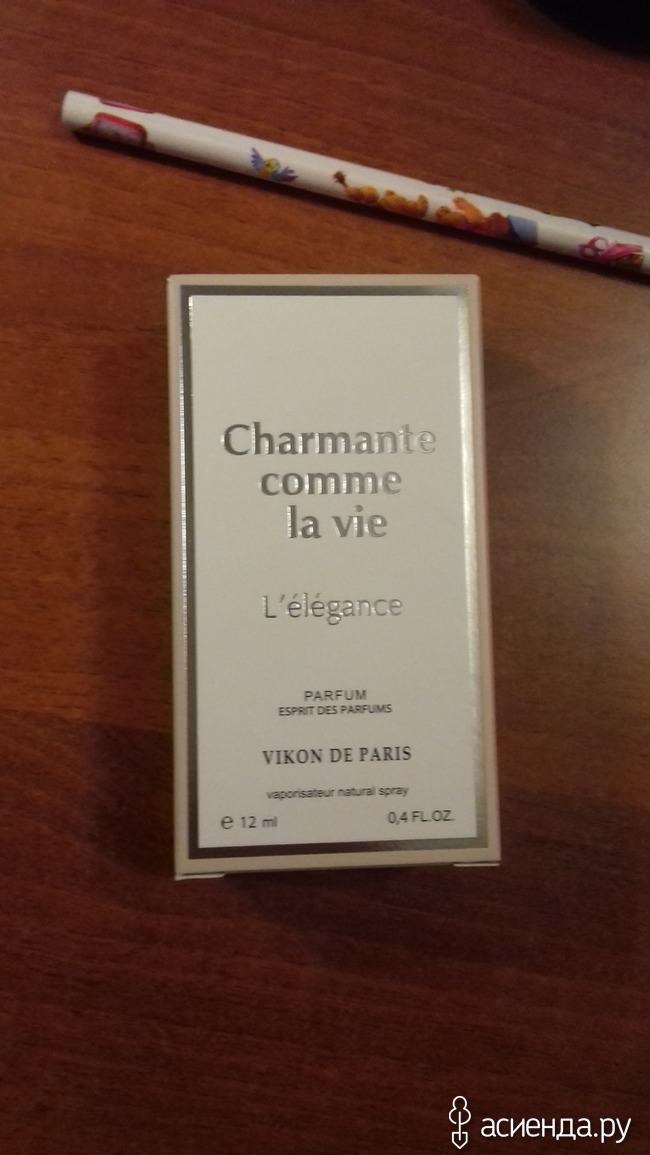 Charmante
comme
la vie
L'élégance
PARFUM
ESPRIT DES PARFUMS
VIKON DE PARIS
vaporisateur natural spray
e 12 ml 0,4 FL.OZ.
асиенда.ру